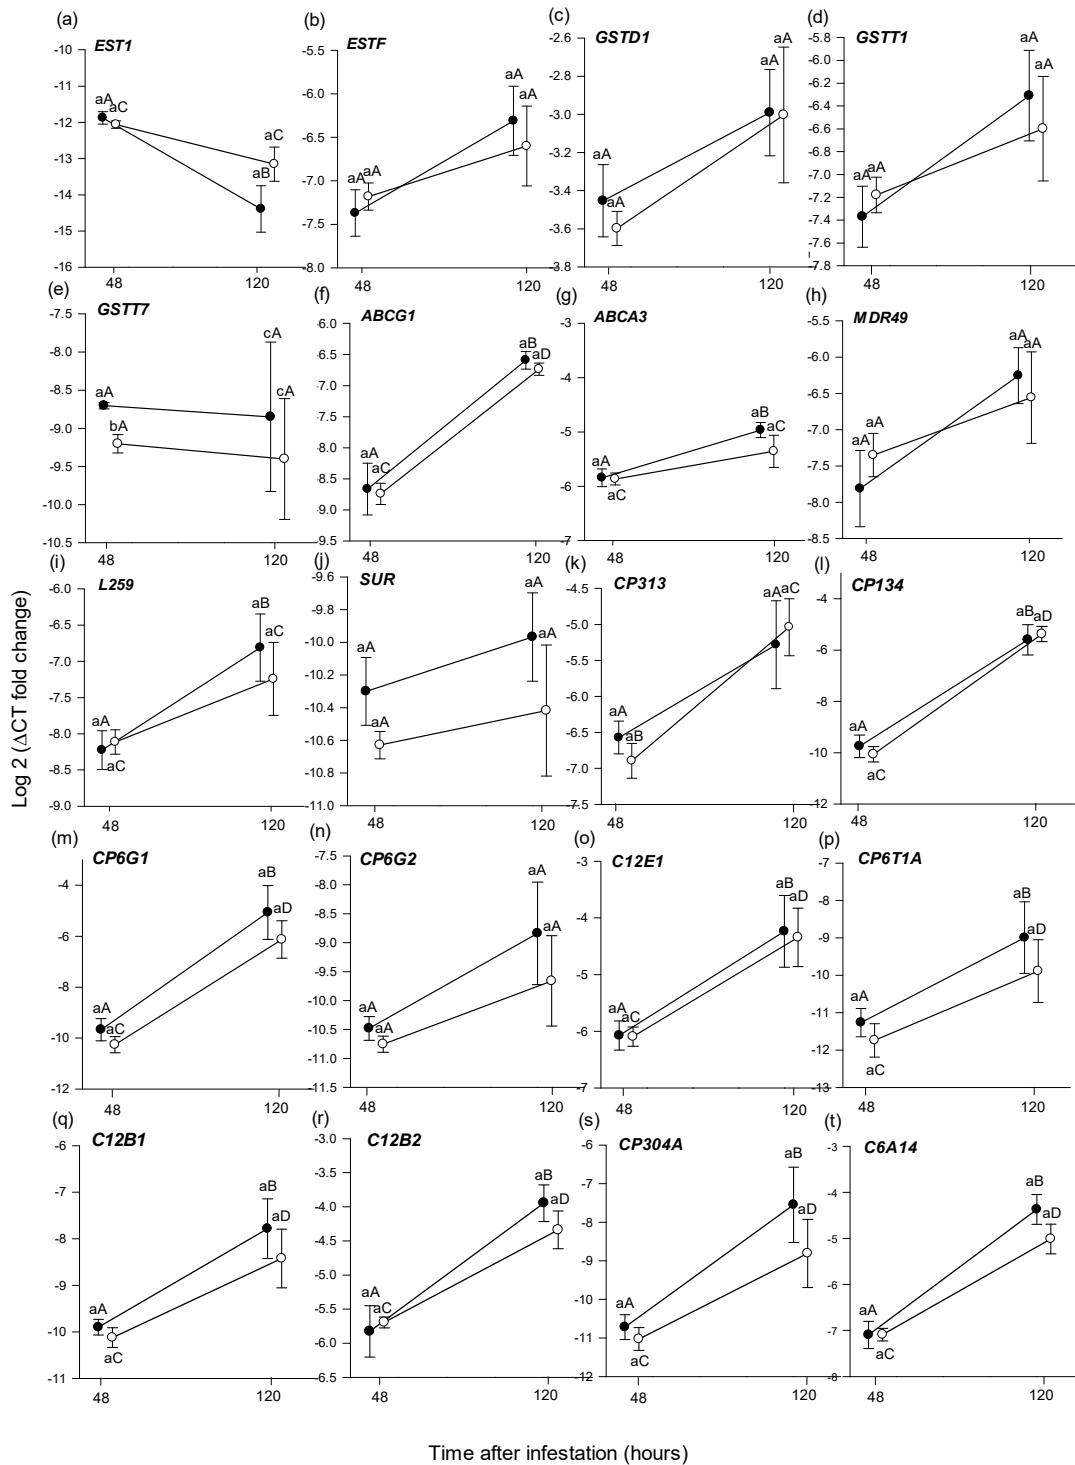 (a)
EST1
-10
-11
-12
-13
-14
-15
-16
aA
aC
aC
aB
48
120
(b)
ESTF
-5.5
-6.0
-6.5
-7.0
-7.5
-8.0
aA
aA
aA
aA
48
120
(c)
GSTD1
-2.6
-2.8
-3.0
-3.2
-3.4
-3.6
-3.8
aA
aA
aA
aA
48
120
(d)
GSTT1
-5.8
-6.0
-6.2
-6.4
-6.6
-6.8
-7.0
-7.2
-7.4
-7.6
-7.8
aA
aA
aA
aA
48
120
(e)
GSTT7
-7.5
-8.0
-8.5
-9.0
-9.5
-10.0
-10.5
aA
bA
cA
cA
48
120
(f)
ABCG1
-6.0
-6.5
-7.0
-7.5
-8.0
-8.5
-9.0
-9.5
aA
aC
aB
aD
48
120
(g)
ABCA3
-3
-4
-5
-6
-7
aA
aC
aB
aC
48
120
(h)
MDR49
-5.5
-6.0
-6.5
-7.0
-7.5
-8.0
-8.5
aA
aA
aA
aA
48
120
(i)
L259
-6.0
-6.5
-7.0
-7.5
-8.0
-8.5
-9.0
aA
aC
aB
aC
48
120
(j)
SUR
-9.6
-9.8
-10.0
-10.2
-10.4
-10.6
-10.8
-11.0
aA
aA
aA
48
120
(k)
CP313
-4.5
-5.0
-5.5
-6.0
-6.5
-7.0
-7.5
aA
aB
aA
aC
48
120
(l)
CP134
-4
-6
-8
-10
-12
aA
aC
aB
aD
48
120
(m)
CP6G1
-4
-6
-8
-10
-12
aA
aC
aB
aD
48
120
(n)
CP6G2
-7.5
-8.0
-8.5
-9.0
-9.5
-10.0
-10.5
-11.0
-11.5
aA
aA
aA
aA
48
120
(o)
C12E1
-3
-4
-5
-6
-7
aA
aC
aB
aD
48
120
(p)
CP6T1A
-7
-8
-9
-10
-11
-12
-13
aA
aC
aB
aD
48
120
(q)
C12B1
-6
-7
-8
-9
-10
-11
aA
aC
aB
aD
48
120
(r)
C12B2
-3.0
-3.5
-4.0
-4.5
-5.0
-5.5
-6.0
-6.5
aA
aC
aB
aD
48
120
(s)
CP304A
-6
-7
-8
-9
-10
-11
-12
aA
aC
aB
aD
48
120
(t)
C6A14
-3
-4
-5
-6
-7
-8
aA
aC
aB
aD
48
120
Log 2 (ΔCT fold change)
Time after infestation (hours)